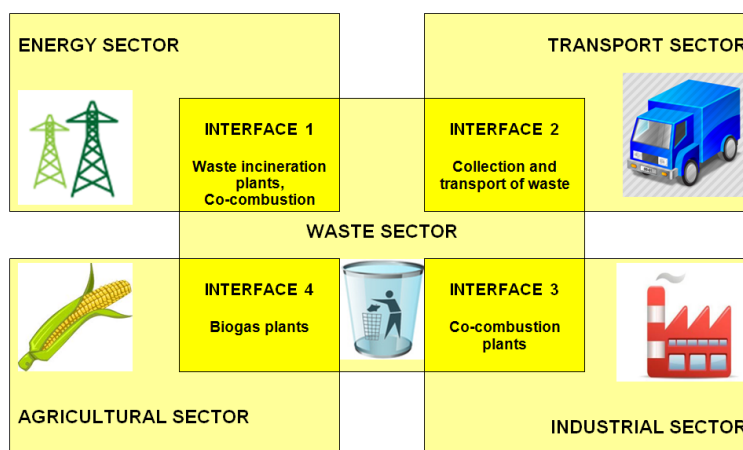 ENERGY SECTOR
TRANSPORT SECTOR
INTERFACE 1
Waste incineration
plants,
Co-combustion
INTERFACE 2
Collection and
transport of waste
WASTE SECTOR
INTERFACE 4
Biogas plants
INTERFACE 3
Co-combustion
plants
AGRICULTURAL SECTOR
INDUSTRIAL SECTOR